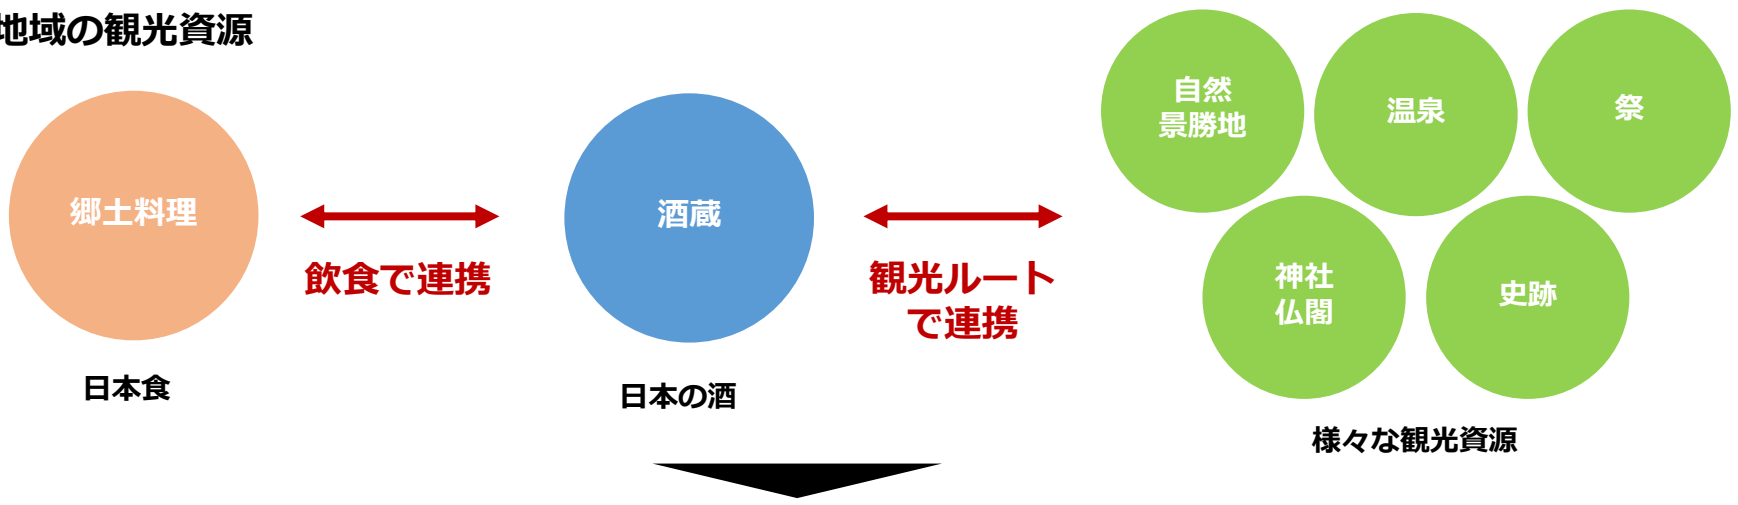 地域の観光資源
郷土料理
飲食で連携
日本食
酒蔵
日本の酒
観光ルート
で連携
自然
景勝地
温泉
祭
神社
仏閣
史跡
様々な観光資源